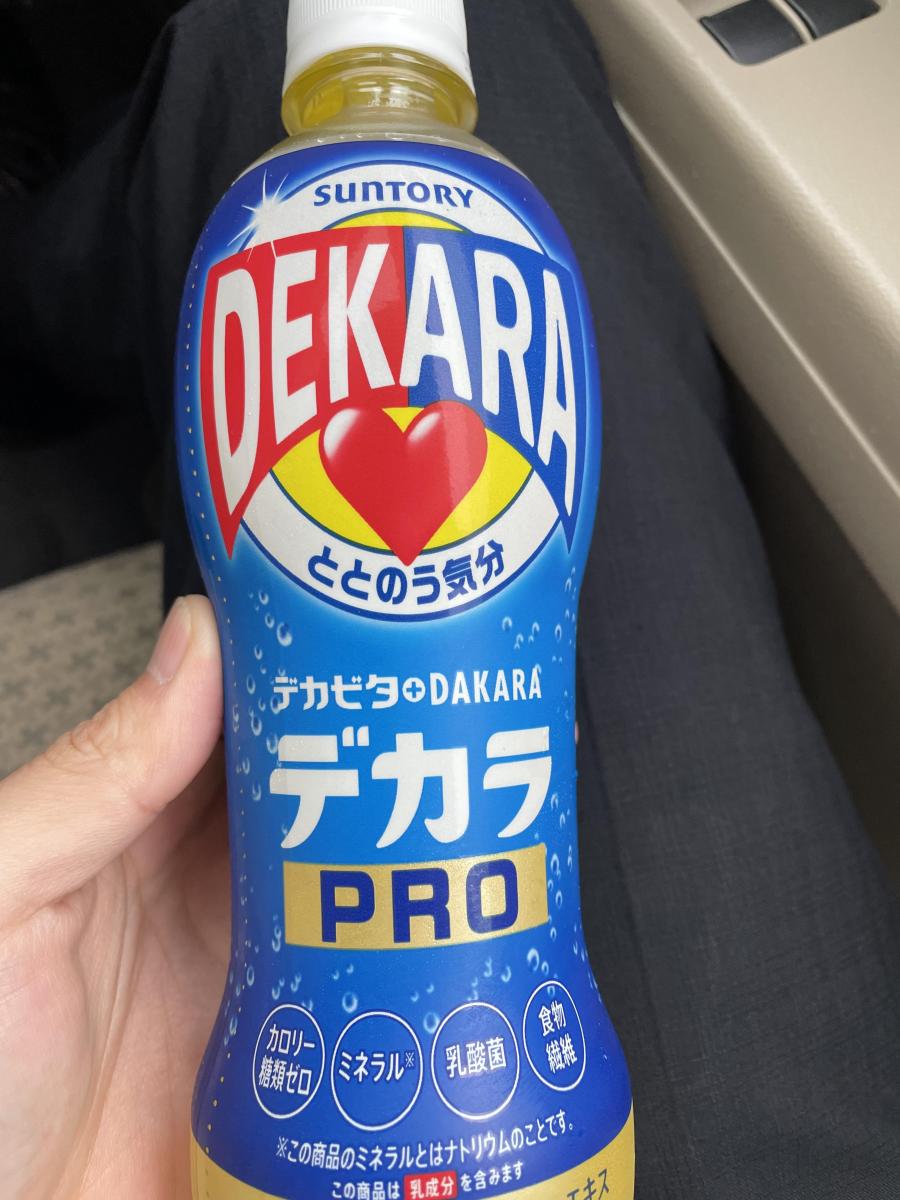 SUNTORY
DEKARA
ととのう気分
デカビタ+DAKARA
デカラ
PRO
カロリー
糖類ゼロ
ミネラル※
乳酸菌
食物
繊維
※この商品のミネラルとはナトリウムのことです。
この商品は 乳成分 を含みます
エキス